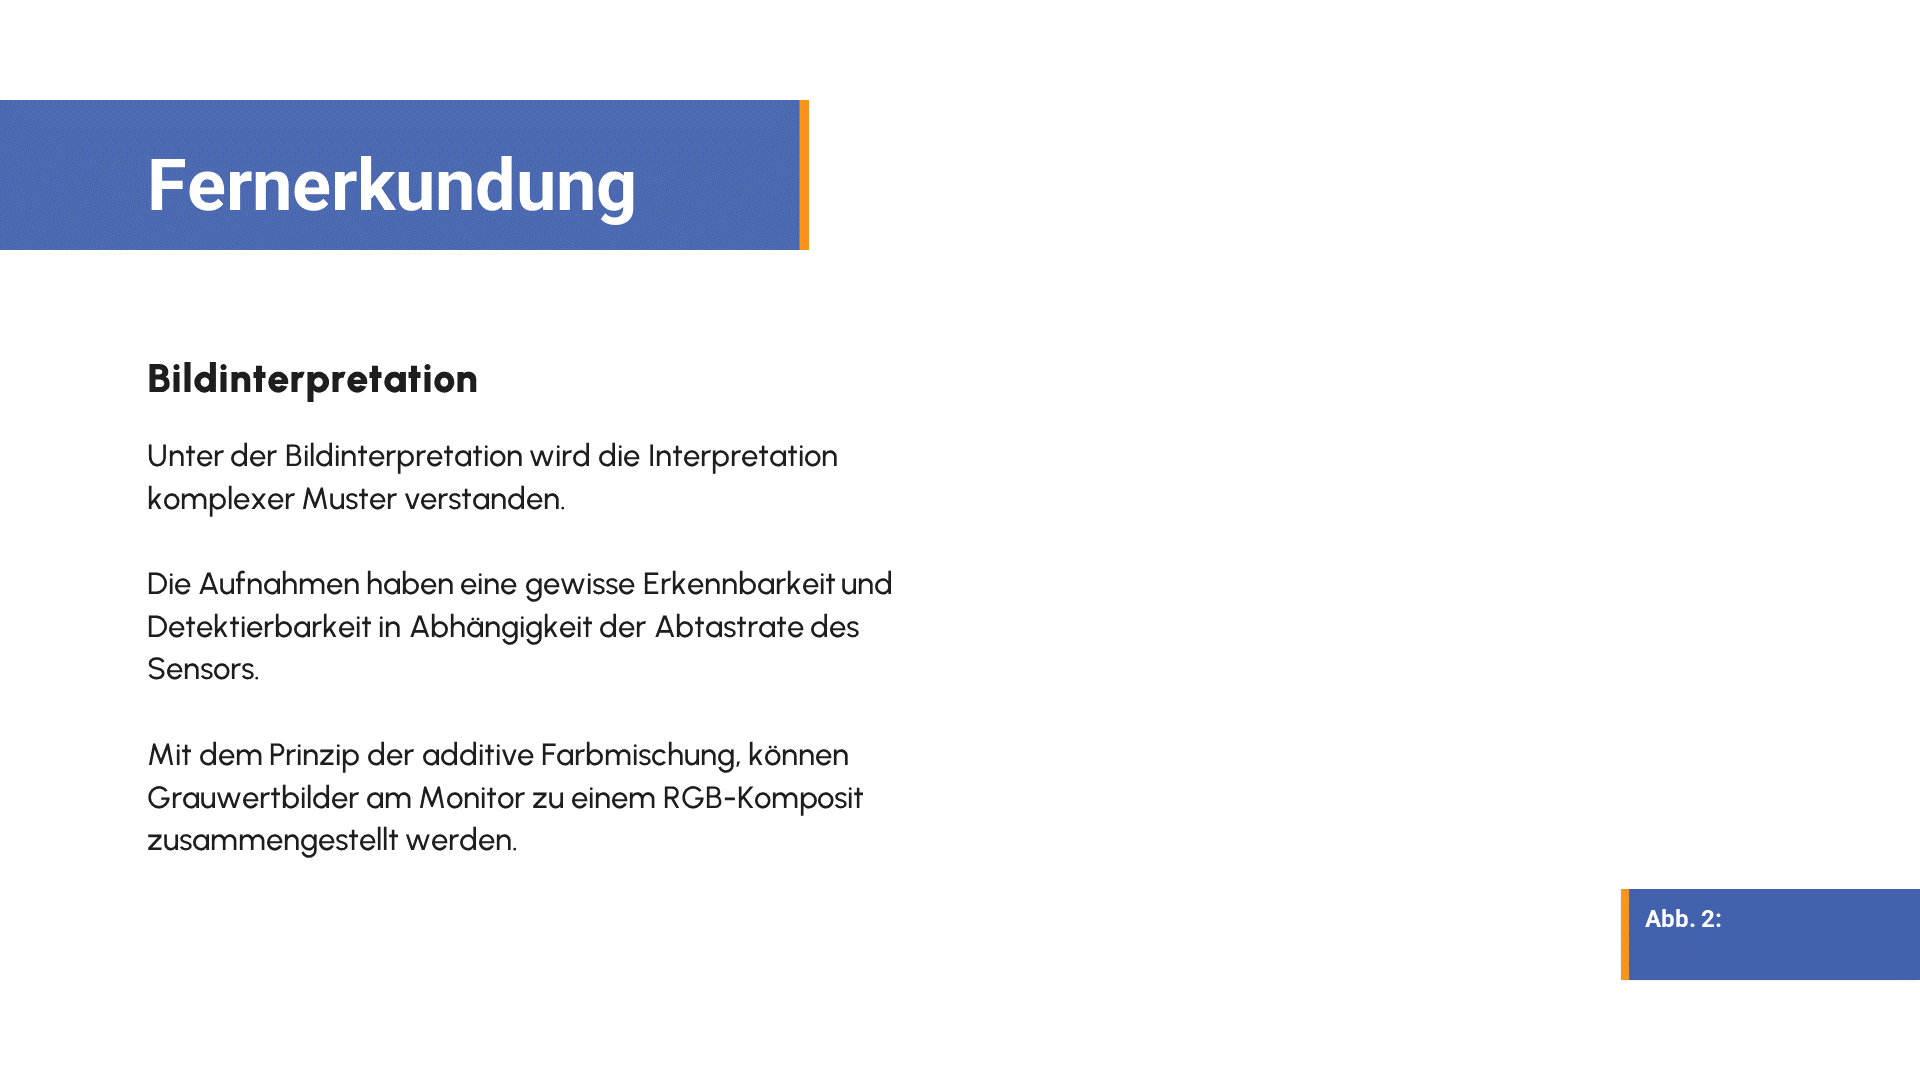 Fernerkundung
Bildinterpretation
Unter der Bildinterpretation wird die Interpretation
komplexer Muster verstanden.
Die Aufnahmen haben eine gewisse Erkennbarkeit und
Detektierbarkeit in Abhängigkeit der Abtastrate des
Sensors.
Mit dem Prinzip der additive Farbmischung, können
Grauwertbilder am Monitor zu einem RGB-Komposit
zusammengestellt werden.
Abb. 2: